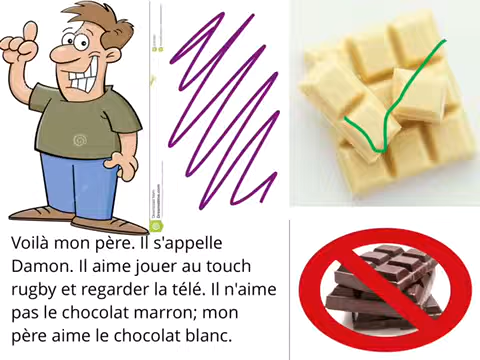 Voilà mon père. Il s'appelle
Damon. Il aime jouer au touch
rugby et regarder la télé. Il n'aime
pas le chocolat marron; mon
père aime le chocolat blanc.